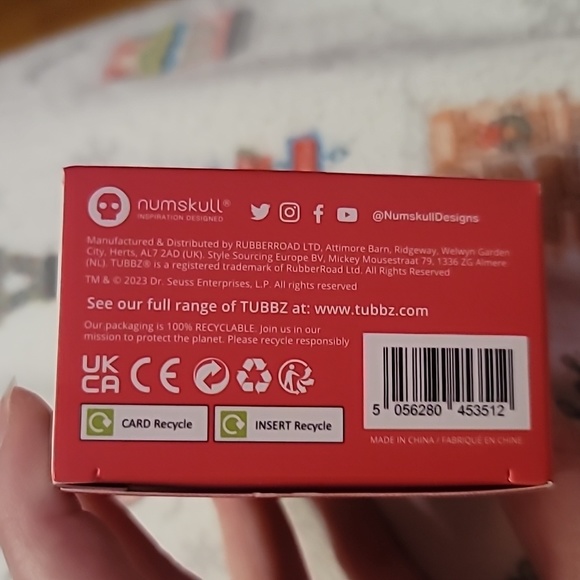 numskull®
INSPIRATION DESIGNED
@NumskullDesigns
Manufactured & Distributed by RUBBERROAD LTD, Attimore Barn, Ridgeway, Welwyn Garden
City, Herts, AL7 2AD (UK). Style Sourcing Europe BV, Mickey Mousestraat 79, 1336 ZG Almere
(NL). TUBBZ® is a registered trademark of RubberRoad Ltd. All Rights Reserved
TM & © 2023 Dr. Seuss Enterprises, L.P. All rights reserved
See our full range of TUBBZ at: www.tubbz.com
Our packaging is 100% RECYCLABLE. Join us in our
mission to protect the planet. Please recycle responsibly
UK
CA CE
CARD Recycle
INSERT Recycle
5 056280 453512
MADE IN CHINA / FABRIQUÉ EN CHINE